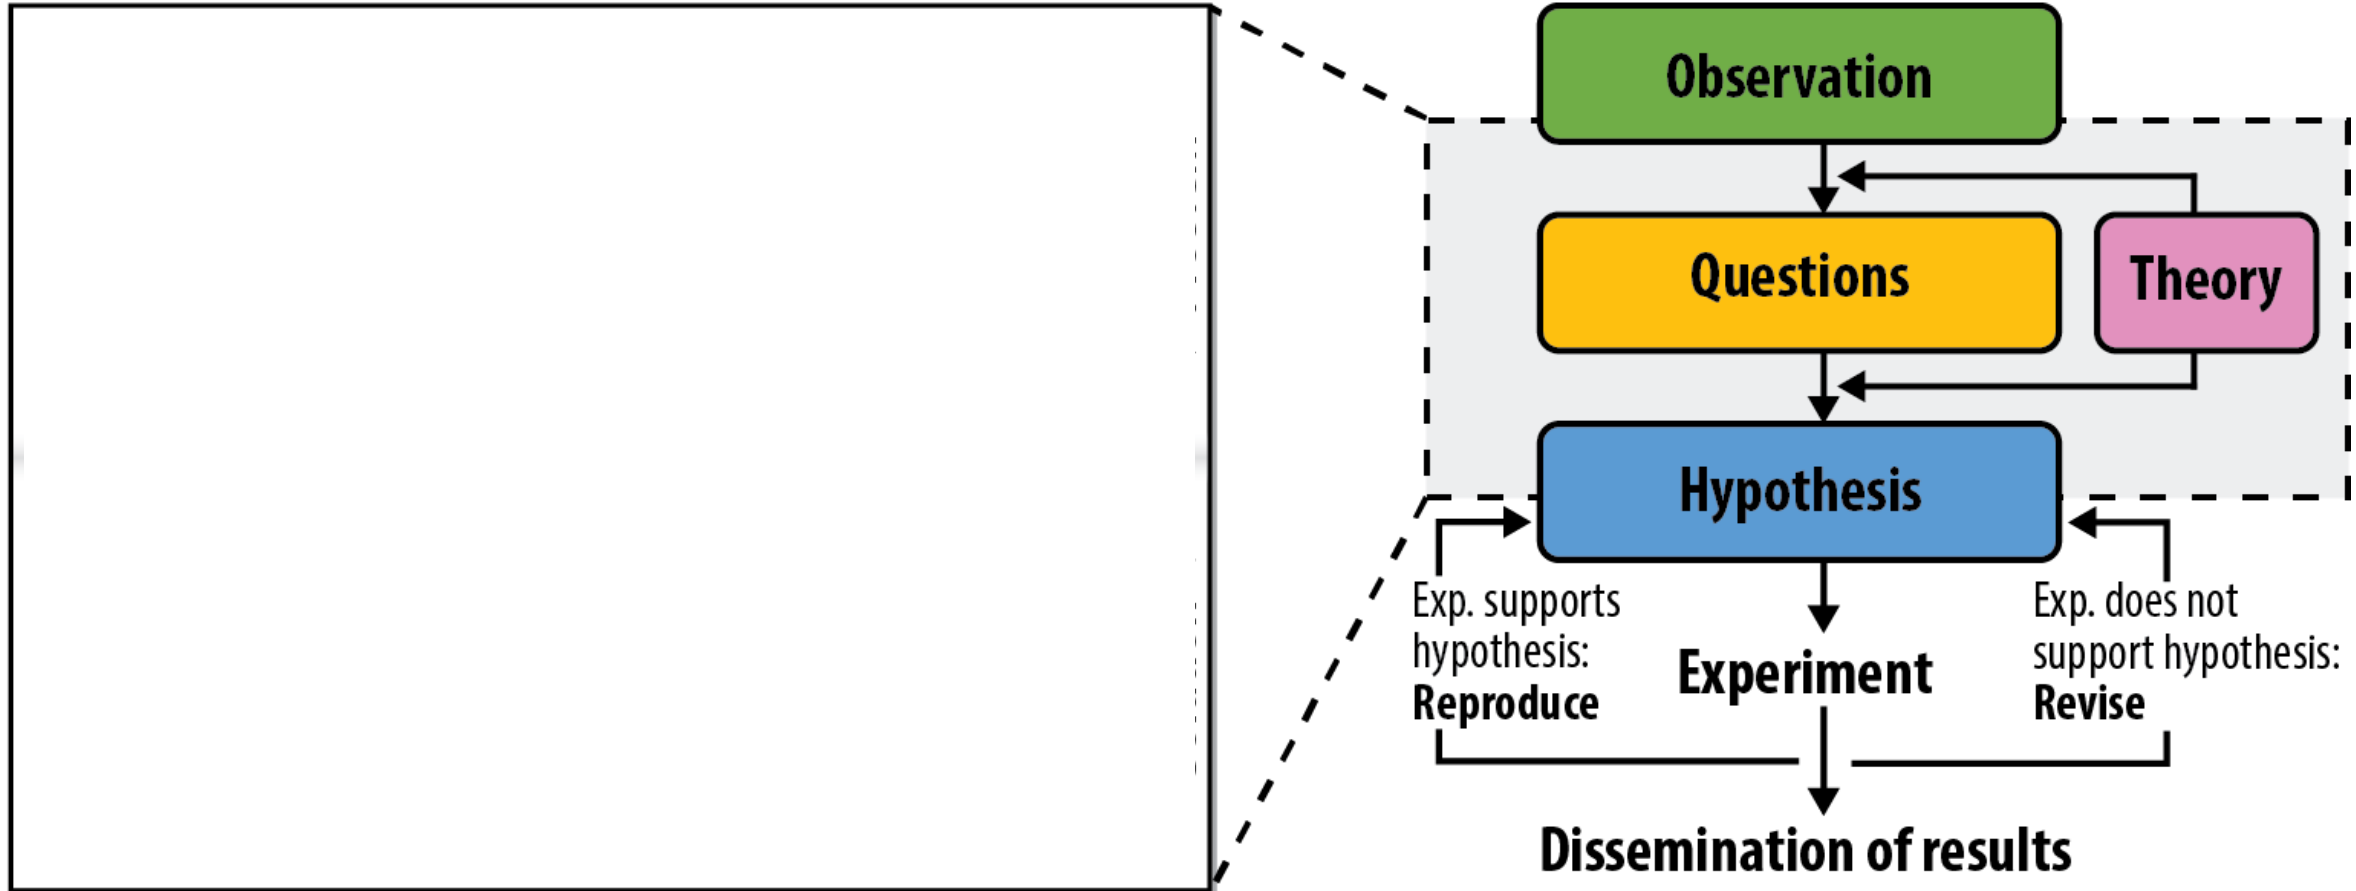 Observation
Questions
Theory
Hypothesis
Exp. supports
hypothesis:
Reproduce
Experiment
Exp. does not
support hypothesis:
Revise
Dissemination of results